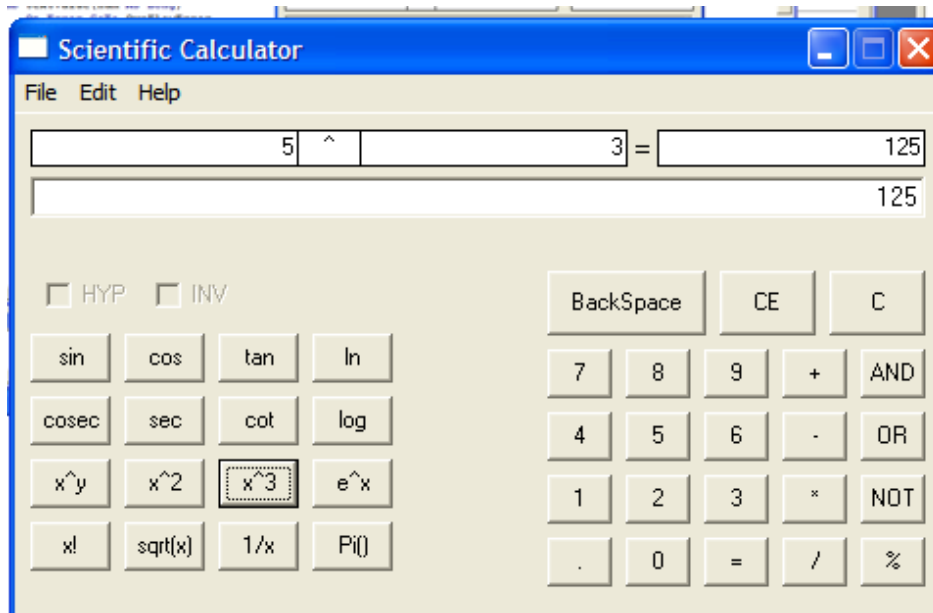 Scientific Calculator
File Edit Help
5 ^ 3 = 125
125
HYP INV
BackSpace CE C
sin cos tan ln
7 8 9 + AND
cosec sec cot log
4 5 6 - OR
x^y x^2 x^3 e^x
1 2 3 * NOT
x! sqrt(x) 1/x Pi()
. 0 = / %